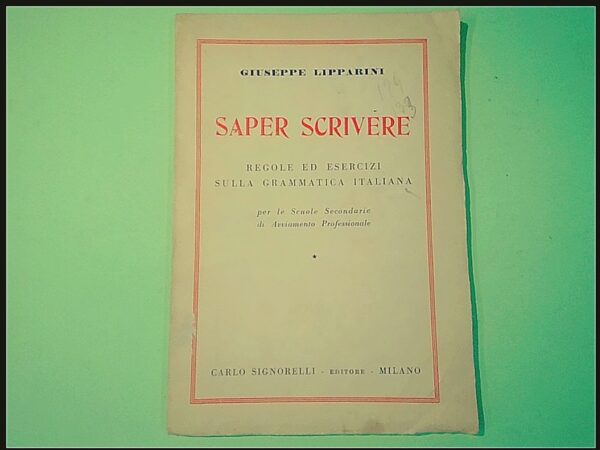 GIUSEPPE LIPPARINI
SAPER SCRIVERE
REGOLE ED ESERCIZI
SULLA GRAMMATICA ITALIANA
per le Scuole Secondarie
di Avviamento Professionale
*
CARLO SIGNORELLI - EDITORE - MILANO